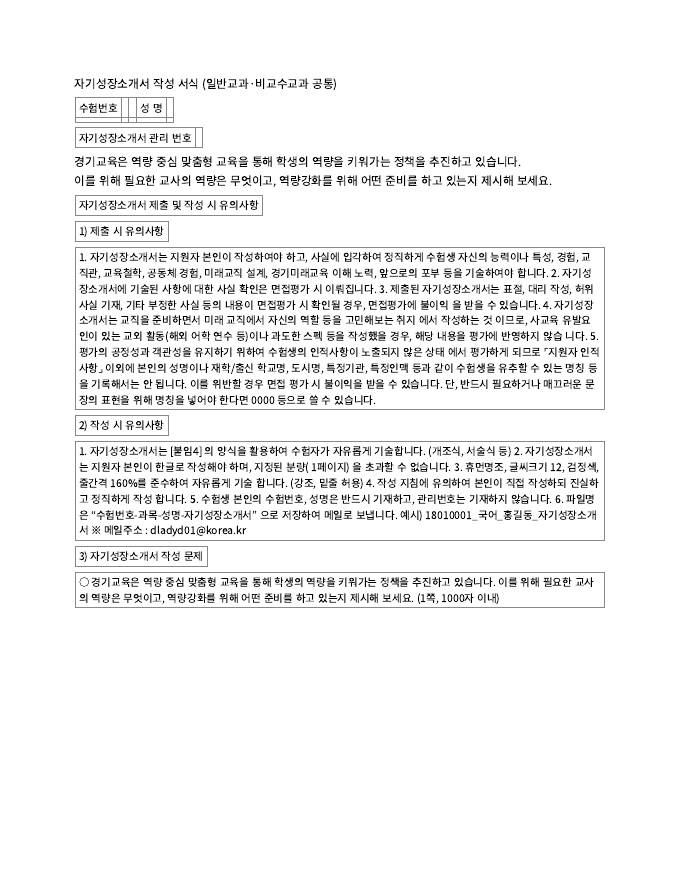 자기성장소개서 작성 서식 (일반교과·비교수교과 공통)
수험번호 성 명
자기성장소개서 관리 번호
경기교육은 역량 중심 맞춤형 교육을 통해 학생의 역량을 키워가는 정책을 추진하고 있습니다.
이를 위해 필요한 교사의 역량은 무엇이고, 역량강화를 위해 어떤 준비를 하고 있는지 제시해 보세요.
자기성장소개서 제출 및 작성 시 유의사항
1) 제출 시 유의사항
1. 자기성장소개서는 지원자 본인이 작성하여야 하고, 사실에 입각하여 정직하게 수험생 자신의 능력이나 특성, 경험, 교
직관, 교육철학, 공동체 경험, 미래교직 설계, 경기미래교육 이해 노력, 앞으로의 포부 등을 기술하여야 합니다. 2. 자기성
장소개서에 기술된 사항에 대한 사실 확인은 면접평가 시 이뤄집니다. 3. 제출된 자기성장소개서는 표절, 대리 작성, 허위
사실 기재, 기타 부정한 사실 등의 내용이 면접평가 시 확인될 경우, 면접평가에 불이익 을 받을 수 있습니다. 4. 자기성장
소개서는 교직을 준비하면서 미래 교직에서 자신의 역할 등을 고민해보는 취지 에서 작성하는 것 이므로, 사교육 유발요
인이 있는 교외 활동(해외 어학 연수 등)이나 과도한 스펙 등을 작성했을 경우, 해당 내용을 평가에 반영하지 않습 니다. 5.
평가의 공정성과 객관성을 유지하기 위하여 수험생의 인적사항이 노출되지 않은 상태 에서 평가하게 되므로 「지원자 인적
사항」 이외에 본인의 성명이나 재학/출신 학교명, 도시명, 특정기관, 특정인맥 등과 같이 수험생을 유추할 수 있는 명칭 등
을 기록해서는 안 됩니다. 이를 위반할 경우 면접 평가 시 불이익을 받을 수 있습니다. 단, 반드시 필요하거나 매끄러운 문
장의 표현을 위해 명칭을 넣어야 한다면 0000 등으로 쓸 수 있습니다.
2) 작성 시 유의사항
1. 자기성장소개서는 [붙임4] 의 양식을 활용하여 수험자가 자유롭게 기술합니다. (개조식, 서술식 등) 2. 자기성장소개서
는 지원자 본인이 한글로 작성해야 하며, 지정된 분량( 1페이지) 을 초과할 수 없습니다. 3. 휴먼명조, 글씨크기 12, 검정색,
줄간격 160%를 준수하여 자유롭게 기술 합니다. (강조, 밑줄 허용) 4. 작성 지침에 유의하여 본인이 직접 작성하되 진실하
고 정직하게 작성 합니다. 5. 수험생 본인의 수험번호, 성명은 반드시 기재하고, 관리번호는 기재하지 않습니다. 6. 파일명
은 “수험번호-과목-성명-자기성장소개서” 으로 저장하여 메일로 보냅니다. 예시) 18010001_국어_홍길동_자기성장소개
서 ※ 메일주소 : dladyd01@korea.kr
3) 자기성장소개서 작성 문제
○ 경기교육은 역량 중심 맞춤형 교육을 통해 학생의 역량을 키워가는 정책을 추진하고 있습니다. 이를 위해 필요한 교사
의 역량은 무엇이고, 역량강화를 위해 어떤 준비를 하고 있는지 제시해 보세요. (1쪽, 1000자 이내)